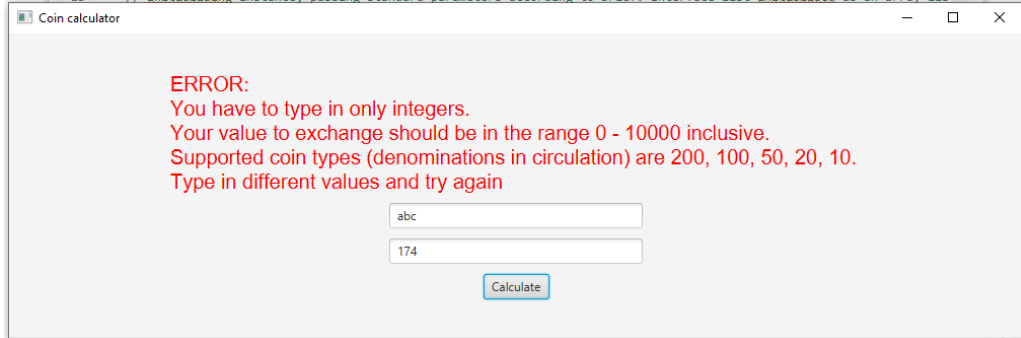 Coin calculator
ERROR:
You have to type in only integers.
Your value to exchange should be in the range 0 - 10000 inclusive.
Supported coin types (denominations in circulation) are 200, 100, 50, 20, 10.
Type in different values and try again
abc
174
Calculate